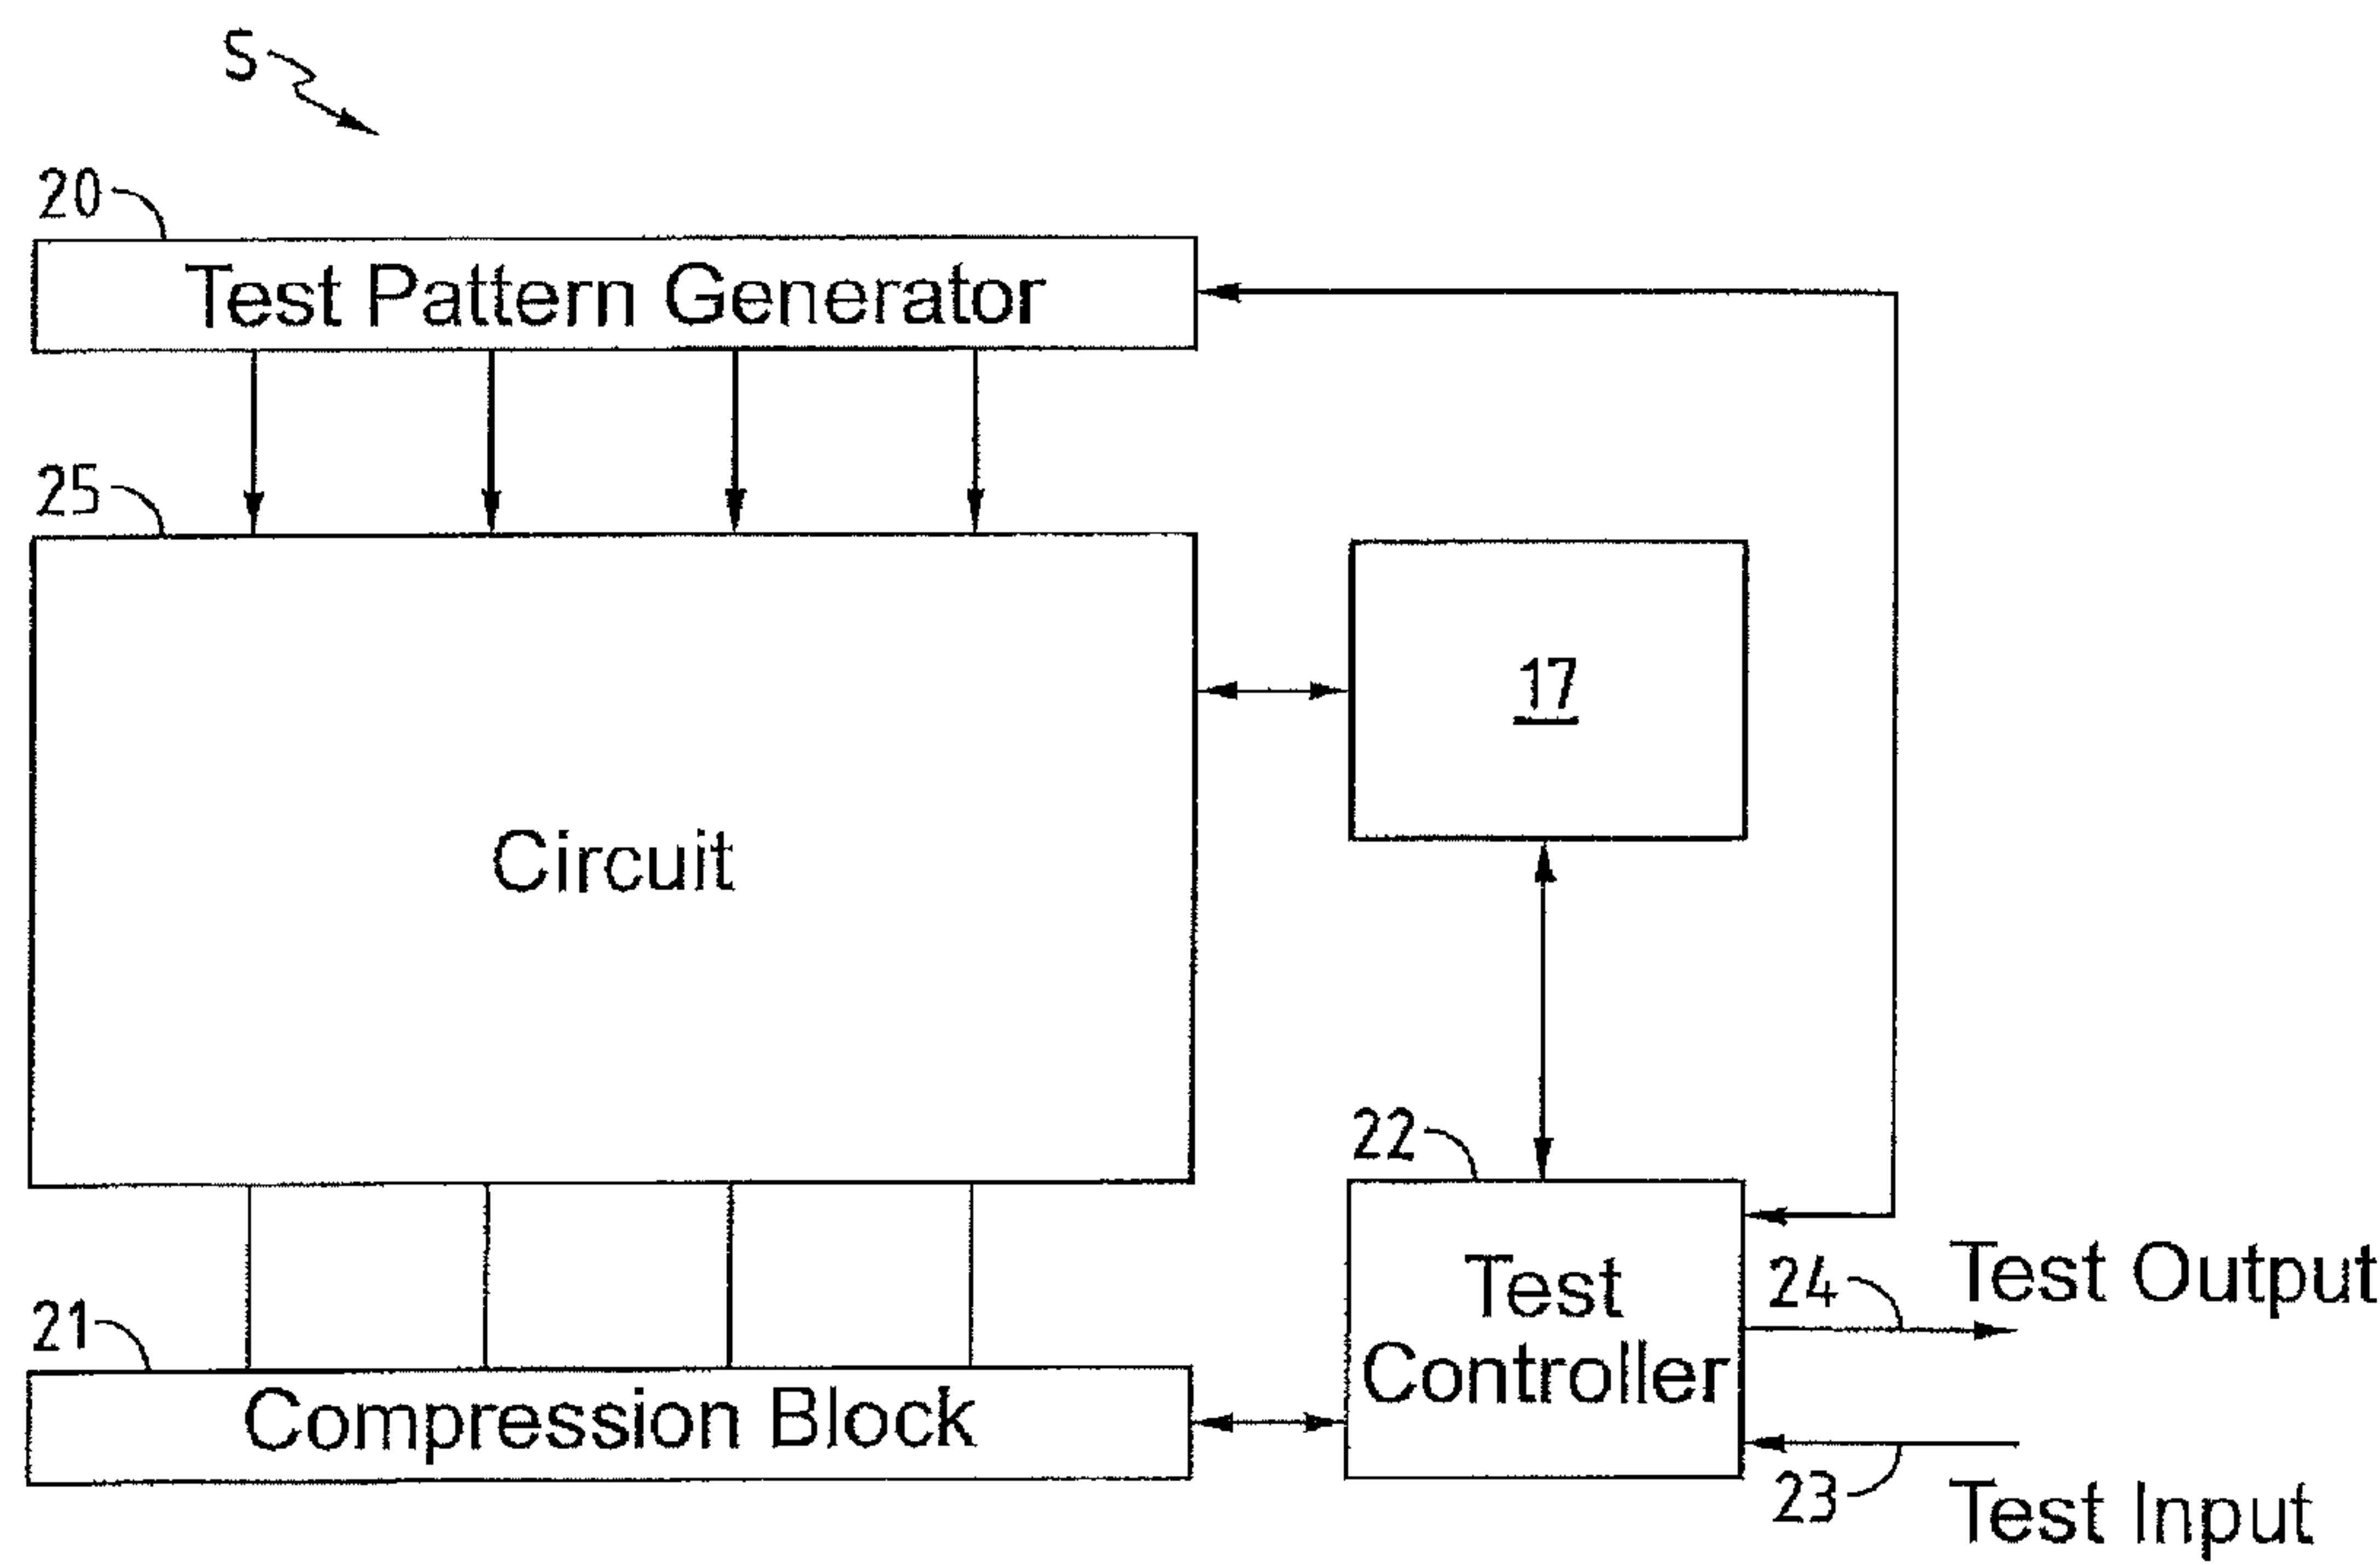 S
20
Test Pattern Generator
25
17
Circuit
22
Test
Controller
24
Test Output
21
Compression Block
23
Test Input